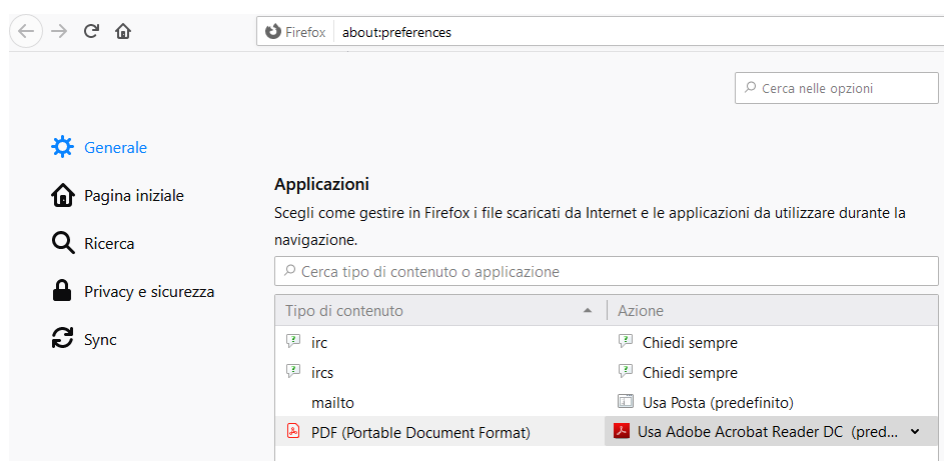 Firefox about:preferences
Cerca nelle opzioni
Generale
Pagina iniziale
Ricerca
Privacy e sicurezza
Sync
Applicazioni
Scegli come gestire in Firefox i file scaricati da Internet e le applicazioni da utilizzare durante la
navigazione.
Cerca tipo di contenuto o applicazione
Tipo di contenuto Azione
irc Chiedi sempre
ircs Chiedi sempre
mailto Usa Posta (predefinito)
PDF (Portable Document Format) Usa Adobe Acrobat Reader DC (pred...